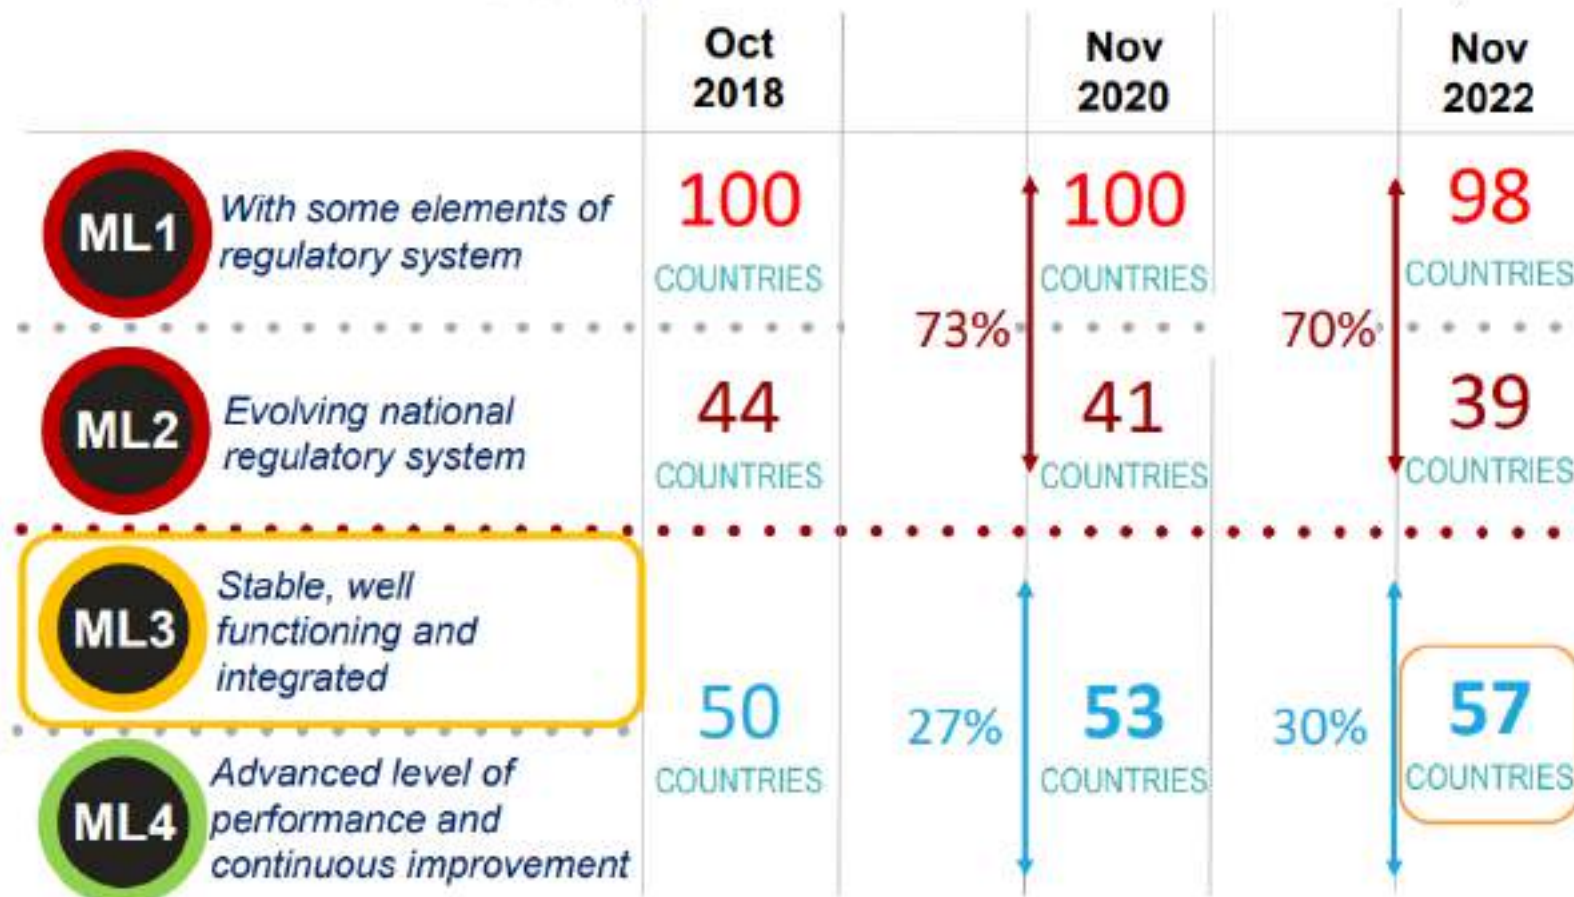 Oct
2018
Nov
2020
Nov
2022
ML1
With some elements of
regulatory system
100
COUNTRIES
100
COUNTRIES
98
COUNTRIES
73%
70%
ML2
Evolving national
regulatory system
44
COUNTRIES
41
COUNTRIES
39
COUNTRIES
ML3
Stable, well
functioning and
integrated
50
COUNTRIES
27%
53
COUNTRIES
30%
57
COUNTRIES
ML4
Advanced level of
performance and
continuous improvement